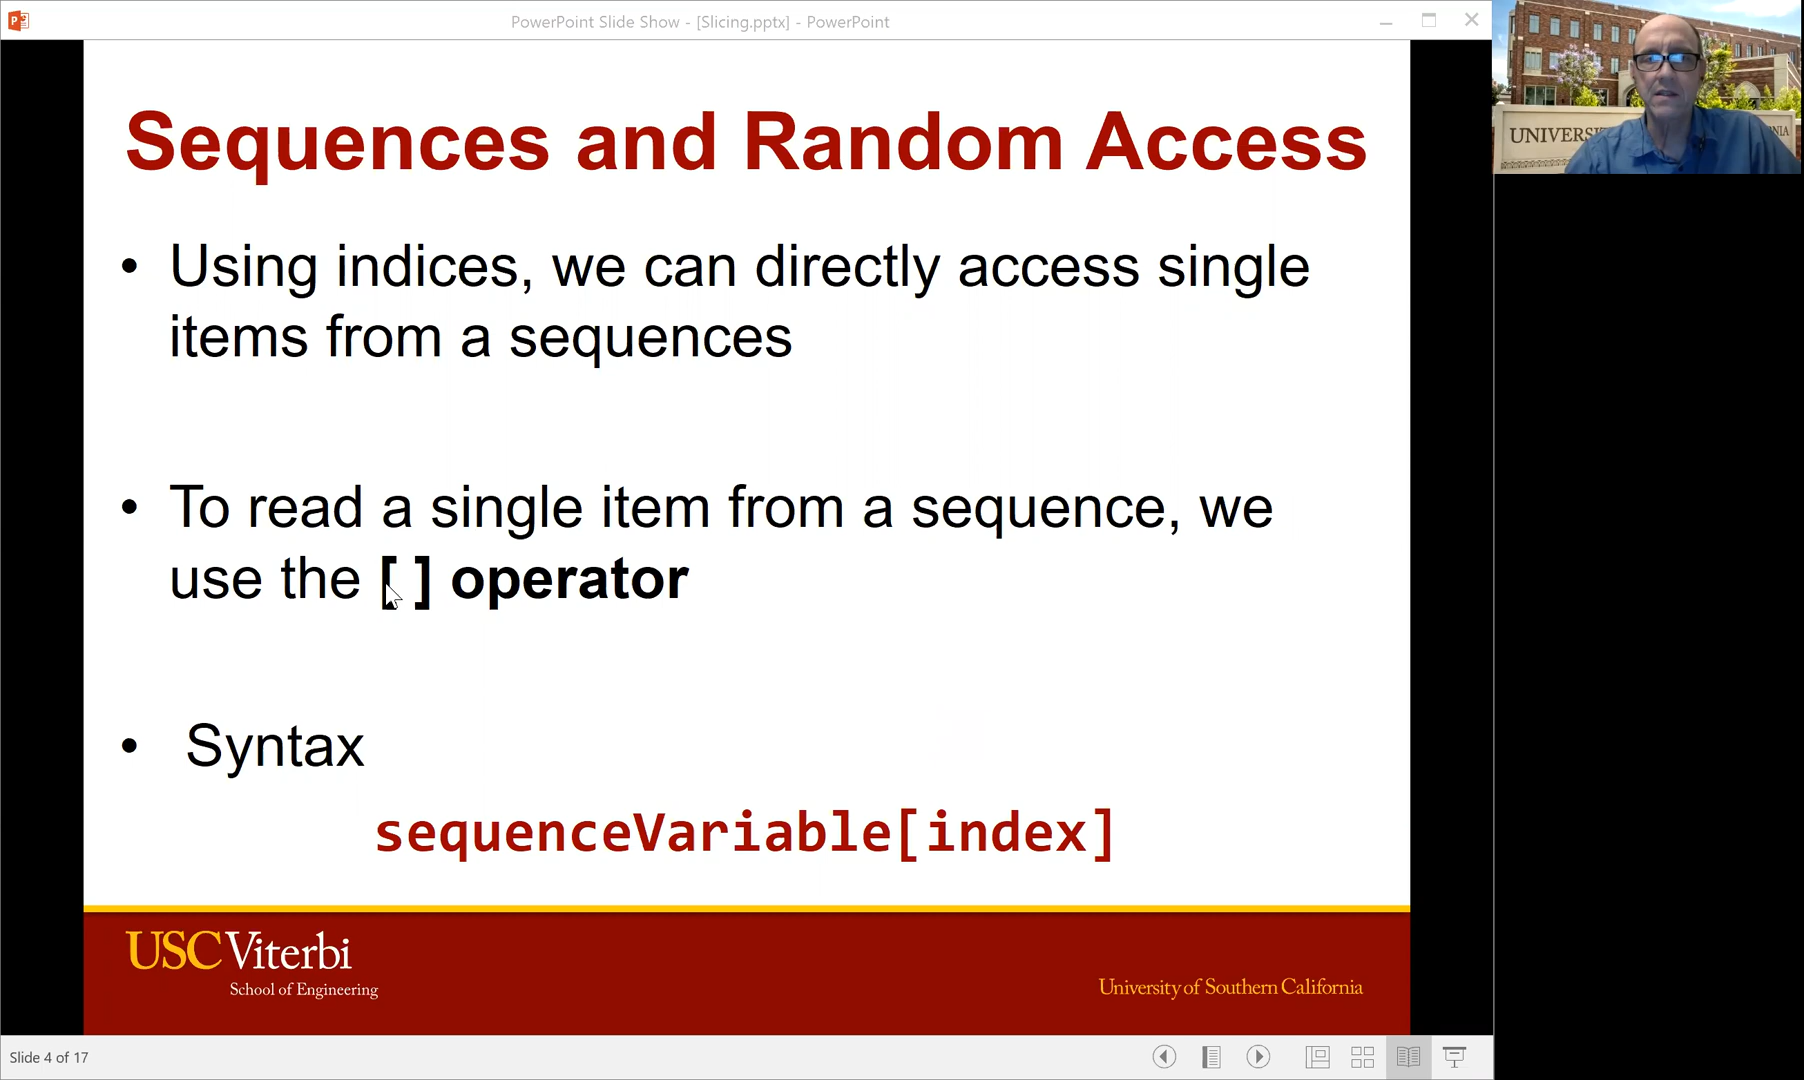 PowerPoint Slide Show - [Slicing.pptx] - PowerPoint
Sequences and Random Access
• Using indices, we can directly access single
items from a sequences
• To read a single item from a sequence, we
use the [ ] operator
• Syntax
sequenceVariable[index]
USC Viterbi
School of Engineering
University of Southern California
Slide 4 of 17